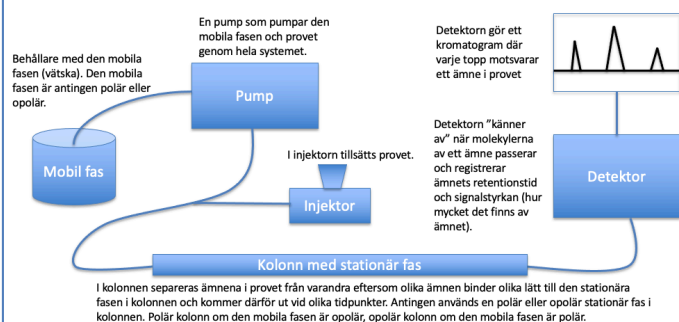 En pump som pumpar den
mobila fasen och provet
genom hela systemet.
Behållare med den mobila
fasen (vätska). Den mobila
fasen är antingen polär eller
opolär.
Pump
Mobil fas
I injektorn tillsätts provet.
Injektor
Detektorn gör ett
kromatogram där
varje topp motsvarar
ett ämne i provet
Detektorn ”känner
av” när molekylerna
av ett ämne passerar
och registrerar
ämnets retentionstid
och signalstyrkan (hur
mycket det finns av
ämnet).
Detektor
Kolonn med stationär fas
I kolonnen separeras ämnena i provet från varandra eftersom olika ämnen binder olika lätt till den stationära
fasen i kolonnen och kommer därför ut vid olika tidpunkter. Antingen används en polär eller opolär stationär fas i
kolonnen. Polär kolonn om den mobila fasen är opolär, opolär kolonn om den mobila fasen är polär.